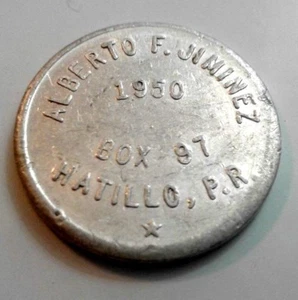 ALBERTO F. JIMINEZ
1950
BOX 97
HATILLO, P.R.